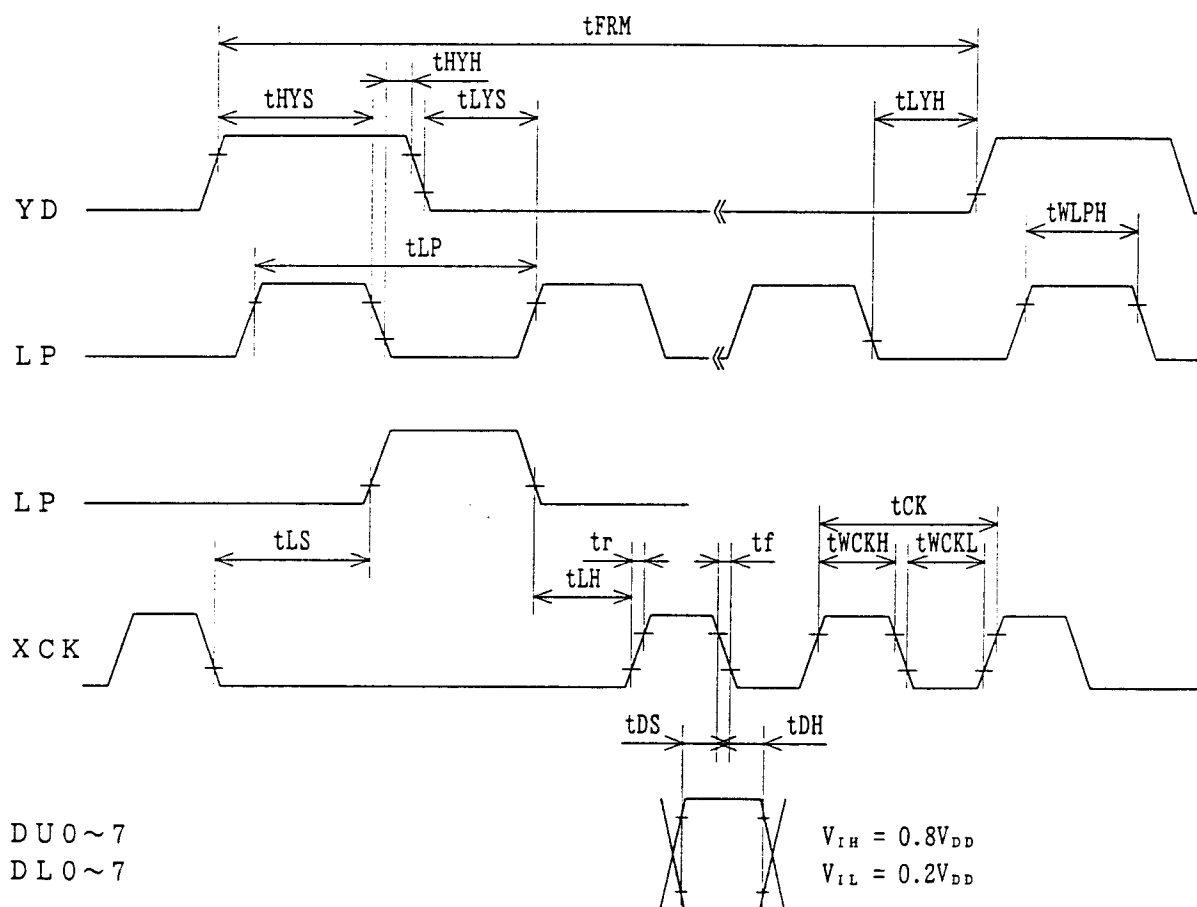 tFRM
tHYH
tHYS
tLYS
tLYH
YD
tWLPH
tLP
LP
LP
tCK
tLS
tr
tf
tWCKH
tWCKL
tLH
XCK
tDS
tDH
DU0~7
VIH = 0.8VDD
DL0~7
VIL = 0.2VDD